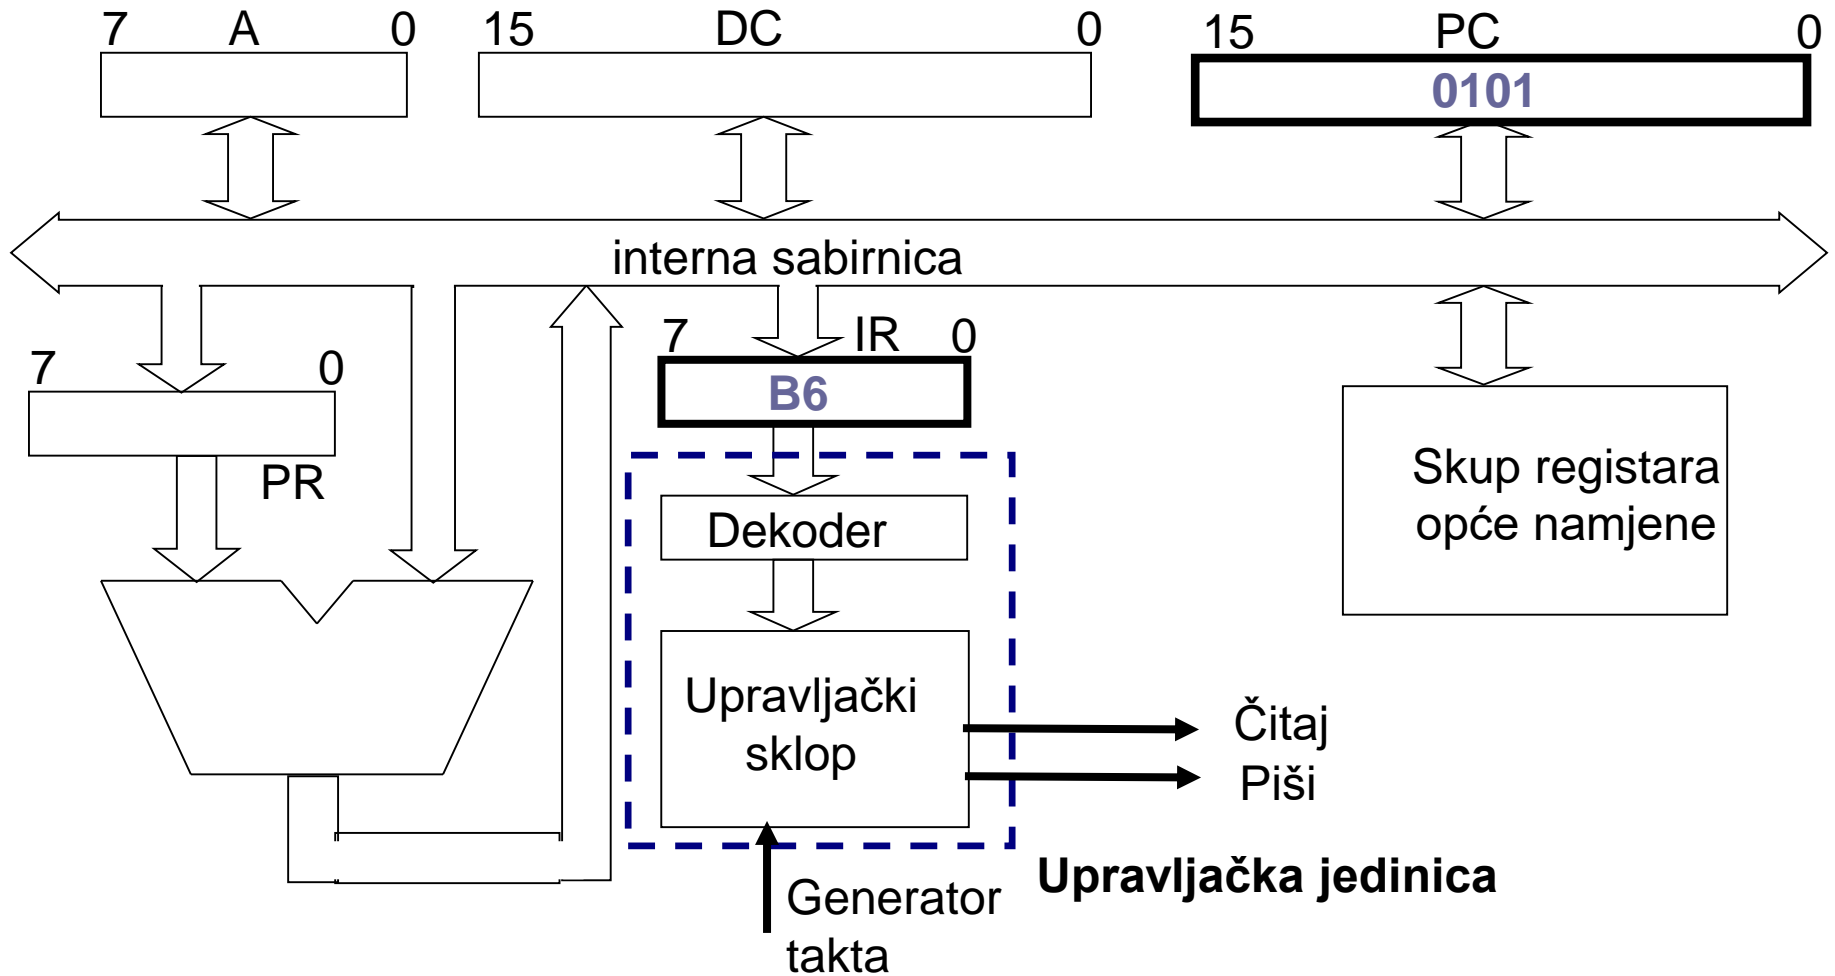 7 A 0
15 DC 0
15 PC 0
0101
interna sabirnica
7 IR 0
B6
7 0
PR
Dekoder
Upravljački
sklop
Skup registara
opće namjene
Čitaj
Piši
Upravljačka jedinica
Generator
takta